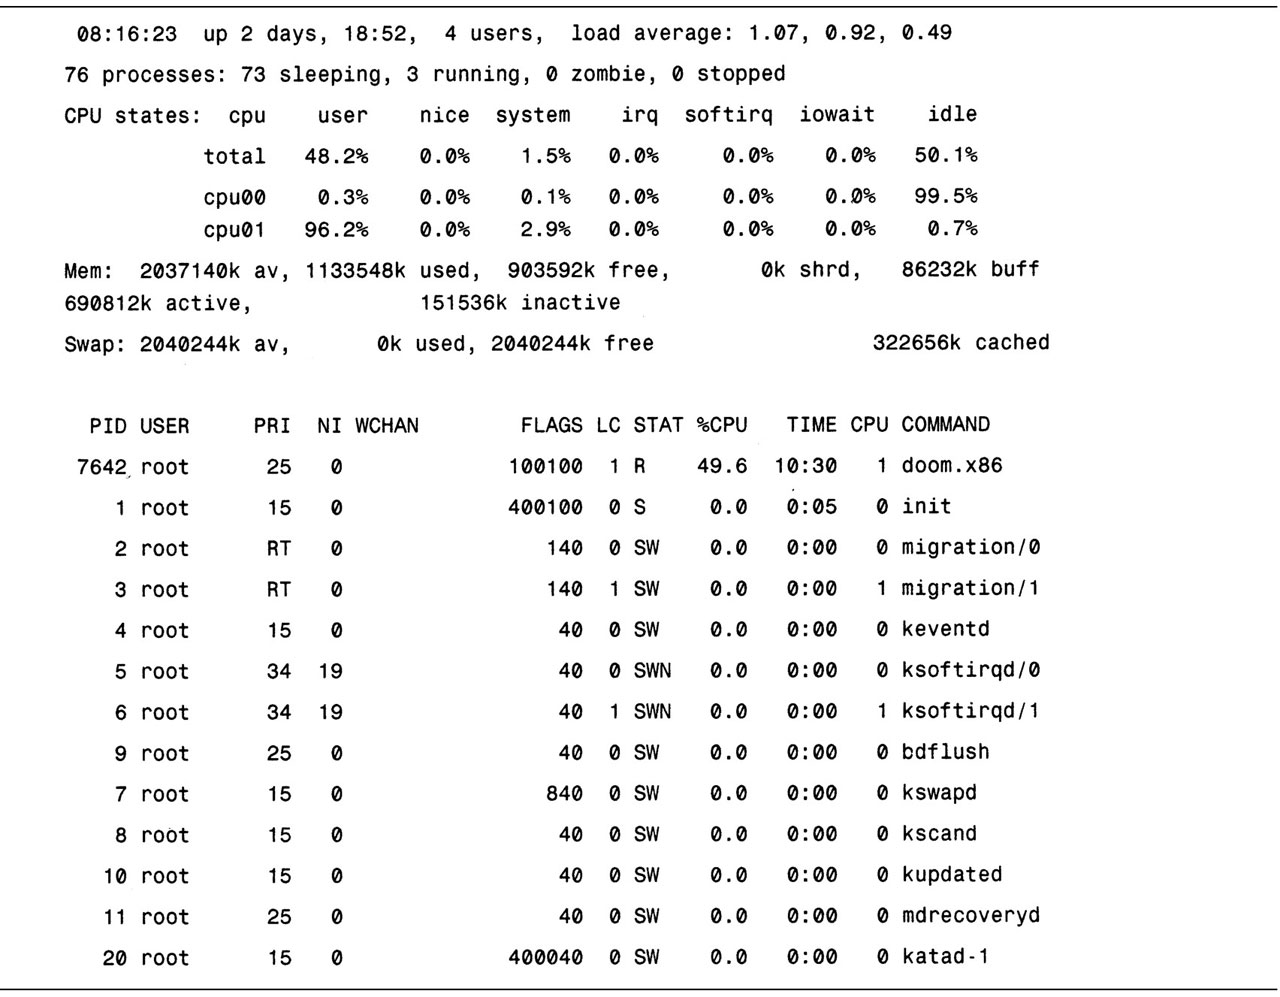 08:16:23 up 2 days, 18:52, 4 users, load average: 1.07, 0.92, 0.49
76 processes: 73 sleeping, 3 running, 0 zombie, 0 stopped
CPU states: cpu user nice system irq softirq iowait idle
total 48.2% 0.0% 1.5% 0.0% 0.0% 0.0% 50.1%
cpu00 0.3% 0.0% 0.1% 0.0% 0.0% 0.0% 99.5%
cpu01 96.2% 0.0% 2.9% 0.0% 0.0% 0.0% 0.7%
Mem: 2037140k av, 1133548k used, 903592k free, 0k shrd, 86232k buff
690812k active, 151536k inactive
Swap: 2040244k av, 0k used, 2040244k free 322656k cached
PID USER PRI NI WCHAN FLAGS LC STAT %CPU TIME CPU COMMAND
7642 root 25 0 100100 1 R 49.6 10:30 1 doom.x86
1 root 15 0 400100 0 S 0.0 0:05 0 init
2 root RT 0 140 0 SW 0.0 0:00 0 migration/0
3 root RT 0 140 1 SW 0.0 0:00 1 migration/1
4 root 15 0 40 0 SW 0.0 0:00 0 keventd
5 root 34 19 40 0 SWN 0.0 0:00 0 ksoftirqd/0
6 root 34 19 40 1 SWN 0.0 0:00 1 ksoftirqd/1
9 root 25 0 40 0 SW 0.0 0:00 0 bdflush
7 root 15 0 840 0 SW 0.0 0:00 0 kswapd
8 root 15 0 40 0 SW 0.0 0:00 0 kscand
10 root 15 0 40 0 SW 0.0 0:00 0 kupdated
11 root 25 0 40 0 SW 0.0 0:00 0 mdrecoveryd
20 root 15 0 400040 0 SW 0.0 0:00 0 katad-1